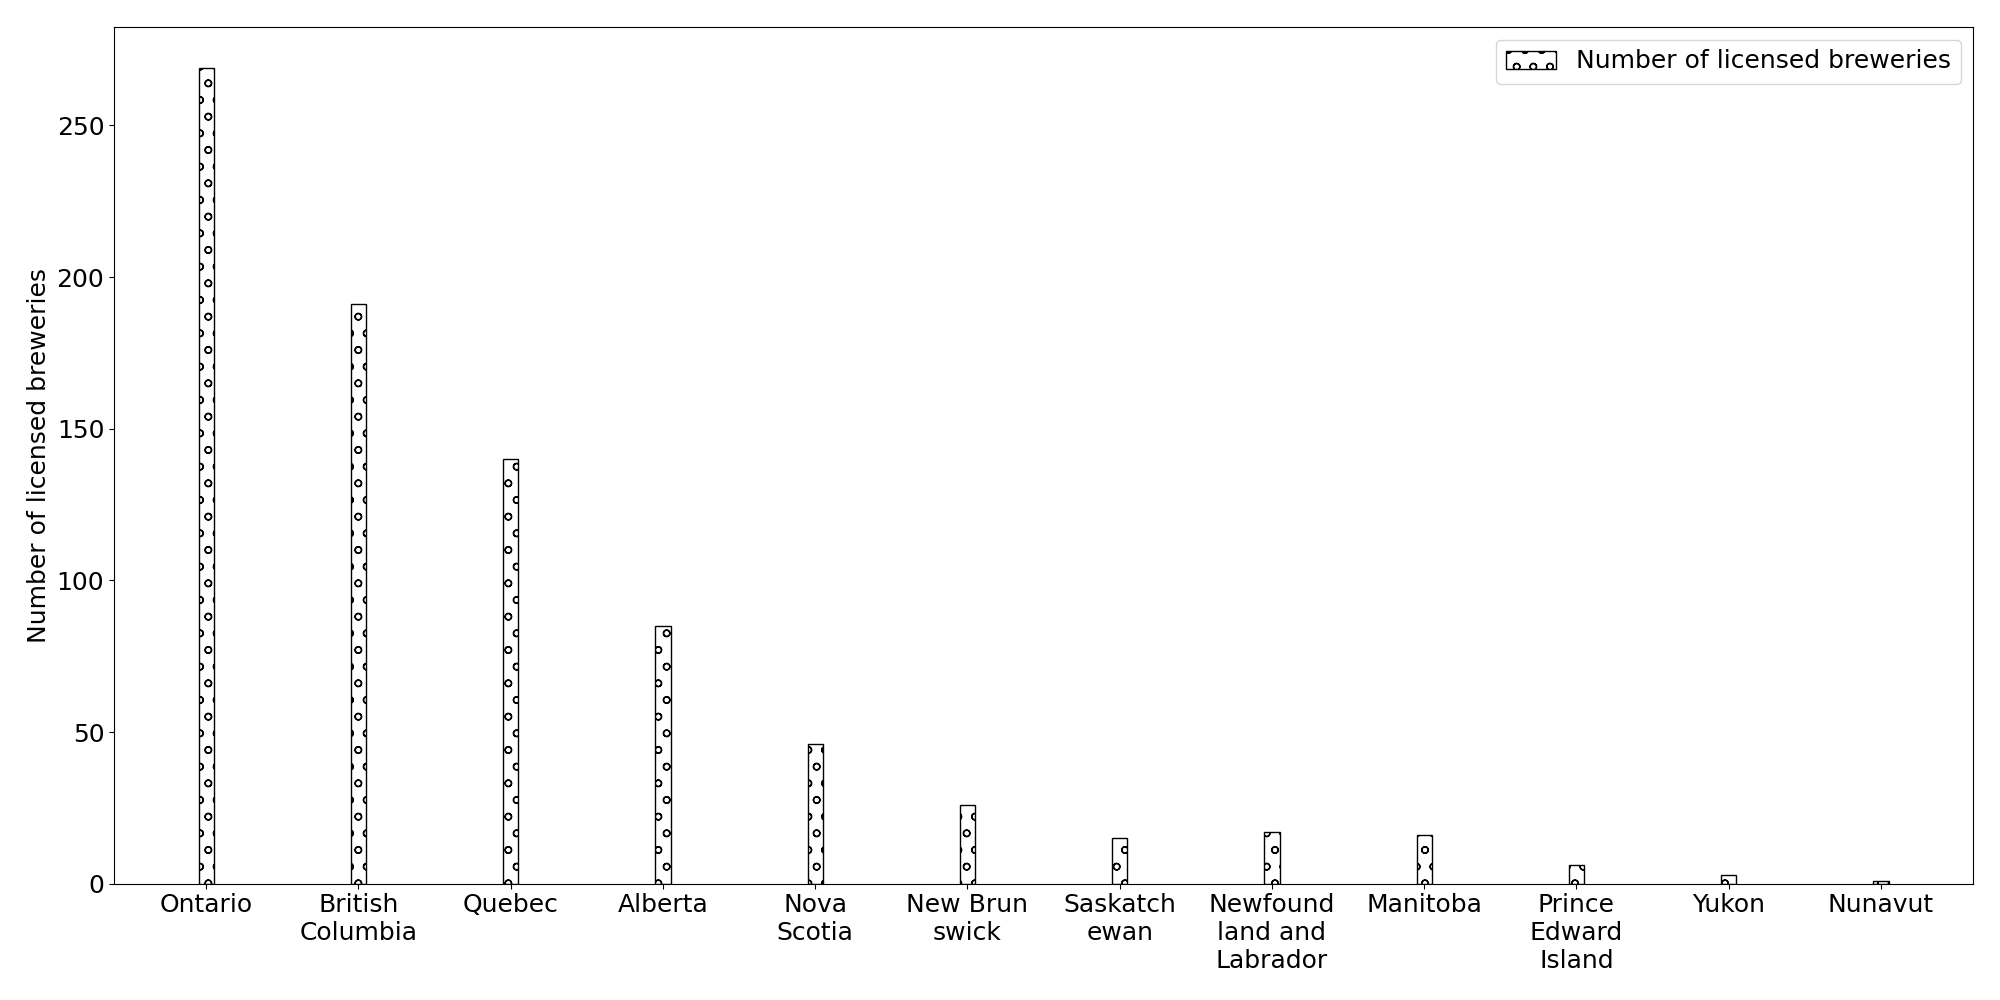 Number of licensed breweries
Number of licensed breweries
250
200
150
100
50
0
Ontario
British
Columbia
Quebec
Alberta
Nova
Scotia
New Brun
swick
Saskatch
ewan
Newfound
land and
Labrador
Manitoba
Prince
Edward
Island
Yukon
Nunavut